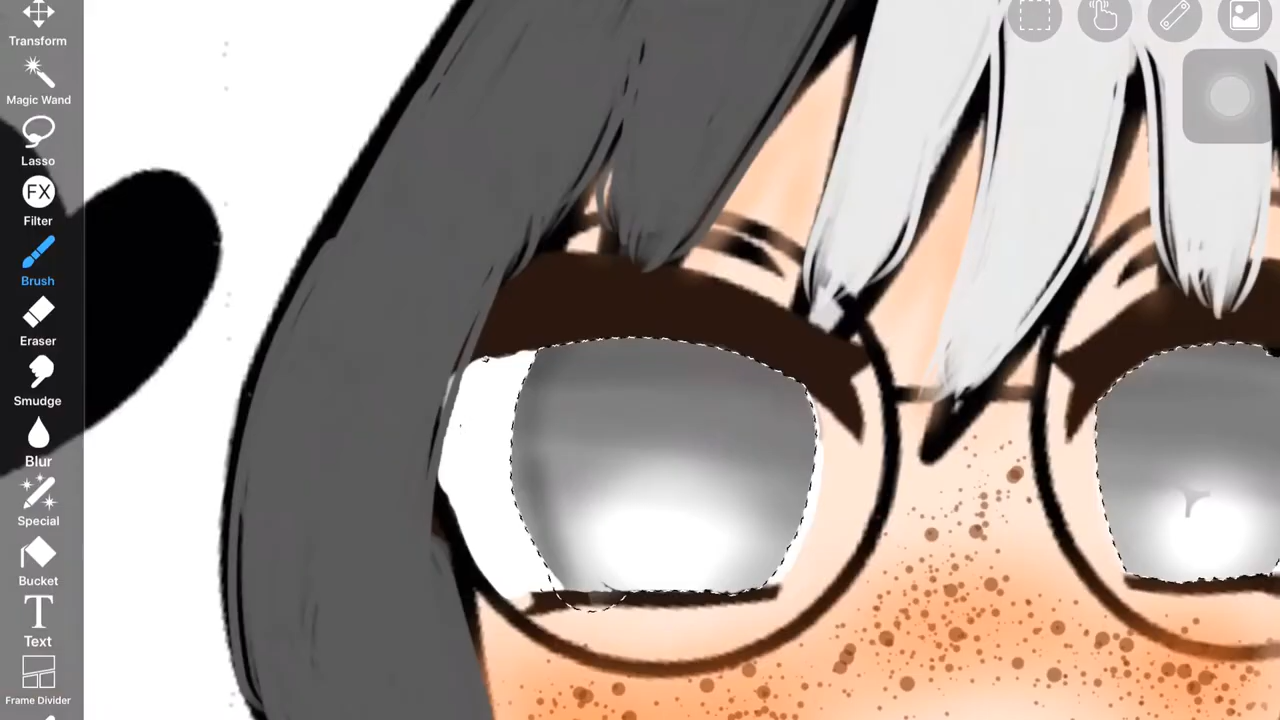 Transform
Magic Wand
Lasso
FX
Filter
Brush
Eraser
Smudge
Blur
Special
Bucket
T
Text
Frame Divider